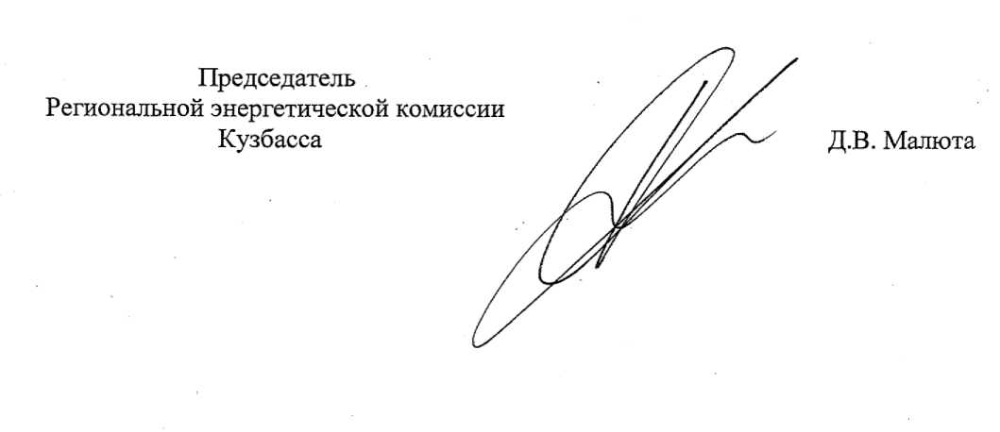 Председатель
Региональной энергетической комиссии
Кузбасса
Д.В. Малюта